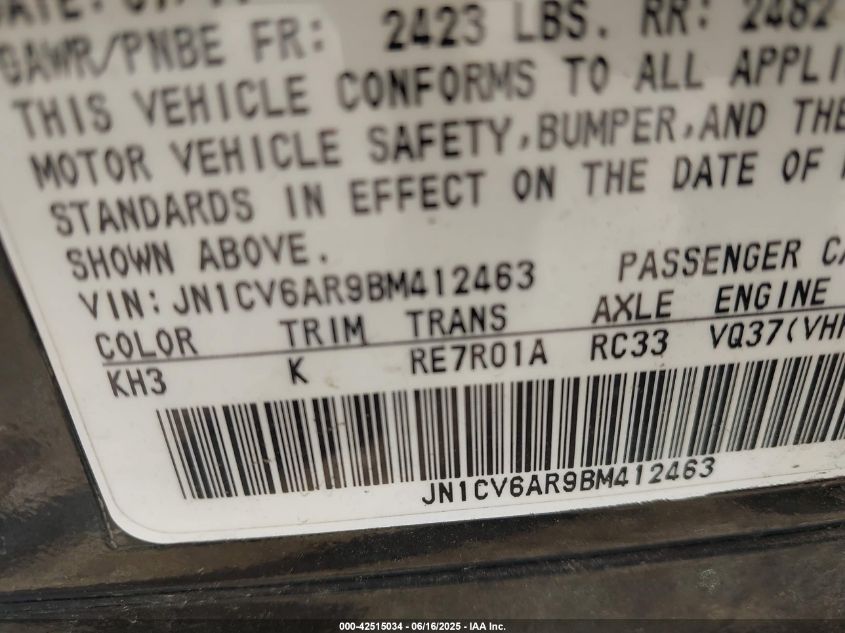 GAWR/PNBE FR: 2423 LBS. RR: 2482
THIS VEHICLE CONFORMS TO ALL
MOTOR VEHICLE SAFETY, BUMPER, AND
STANDARDS IN EFFECT ON THE DATE OF
SHOWN ABOVE.
VIN: JN1CV6AR9BM412463 PASSENGER
COLOR TRIM TRANS AXLE ENGINE
KH3 K RE7R01A RC33 VQ37(VH
JN1CV6AR9BM412463
000-42515034 - 06/16/2025 - IAA Inc.